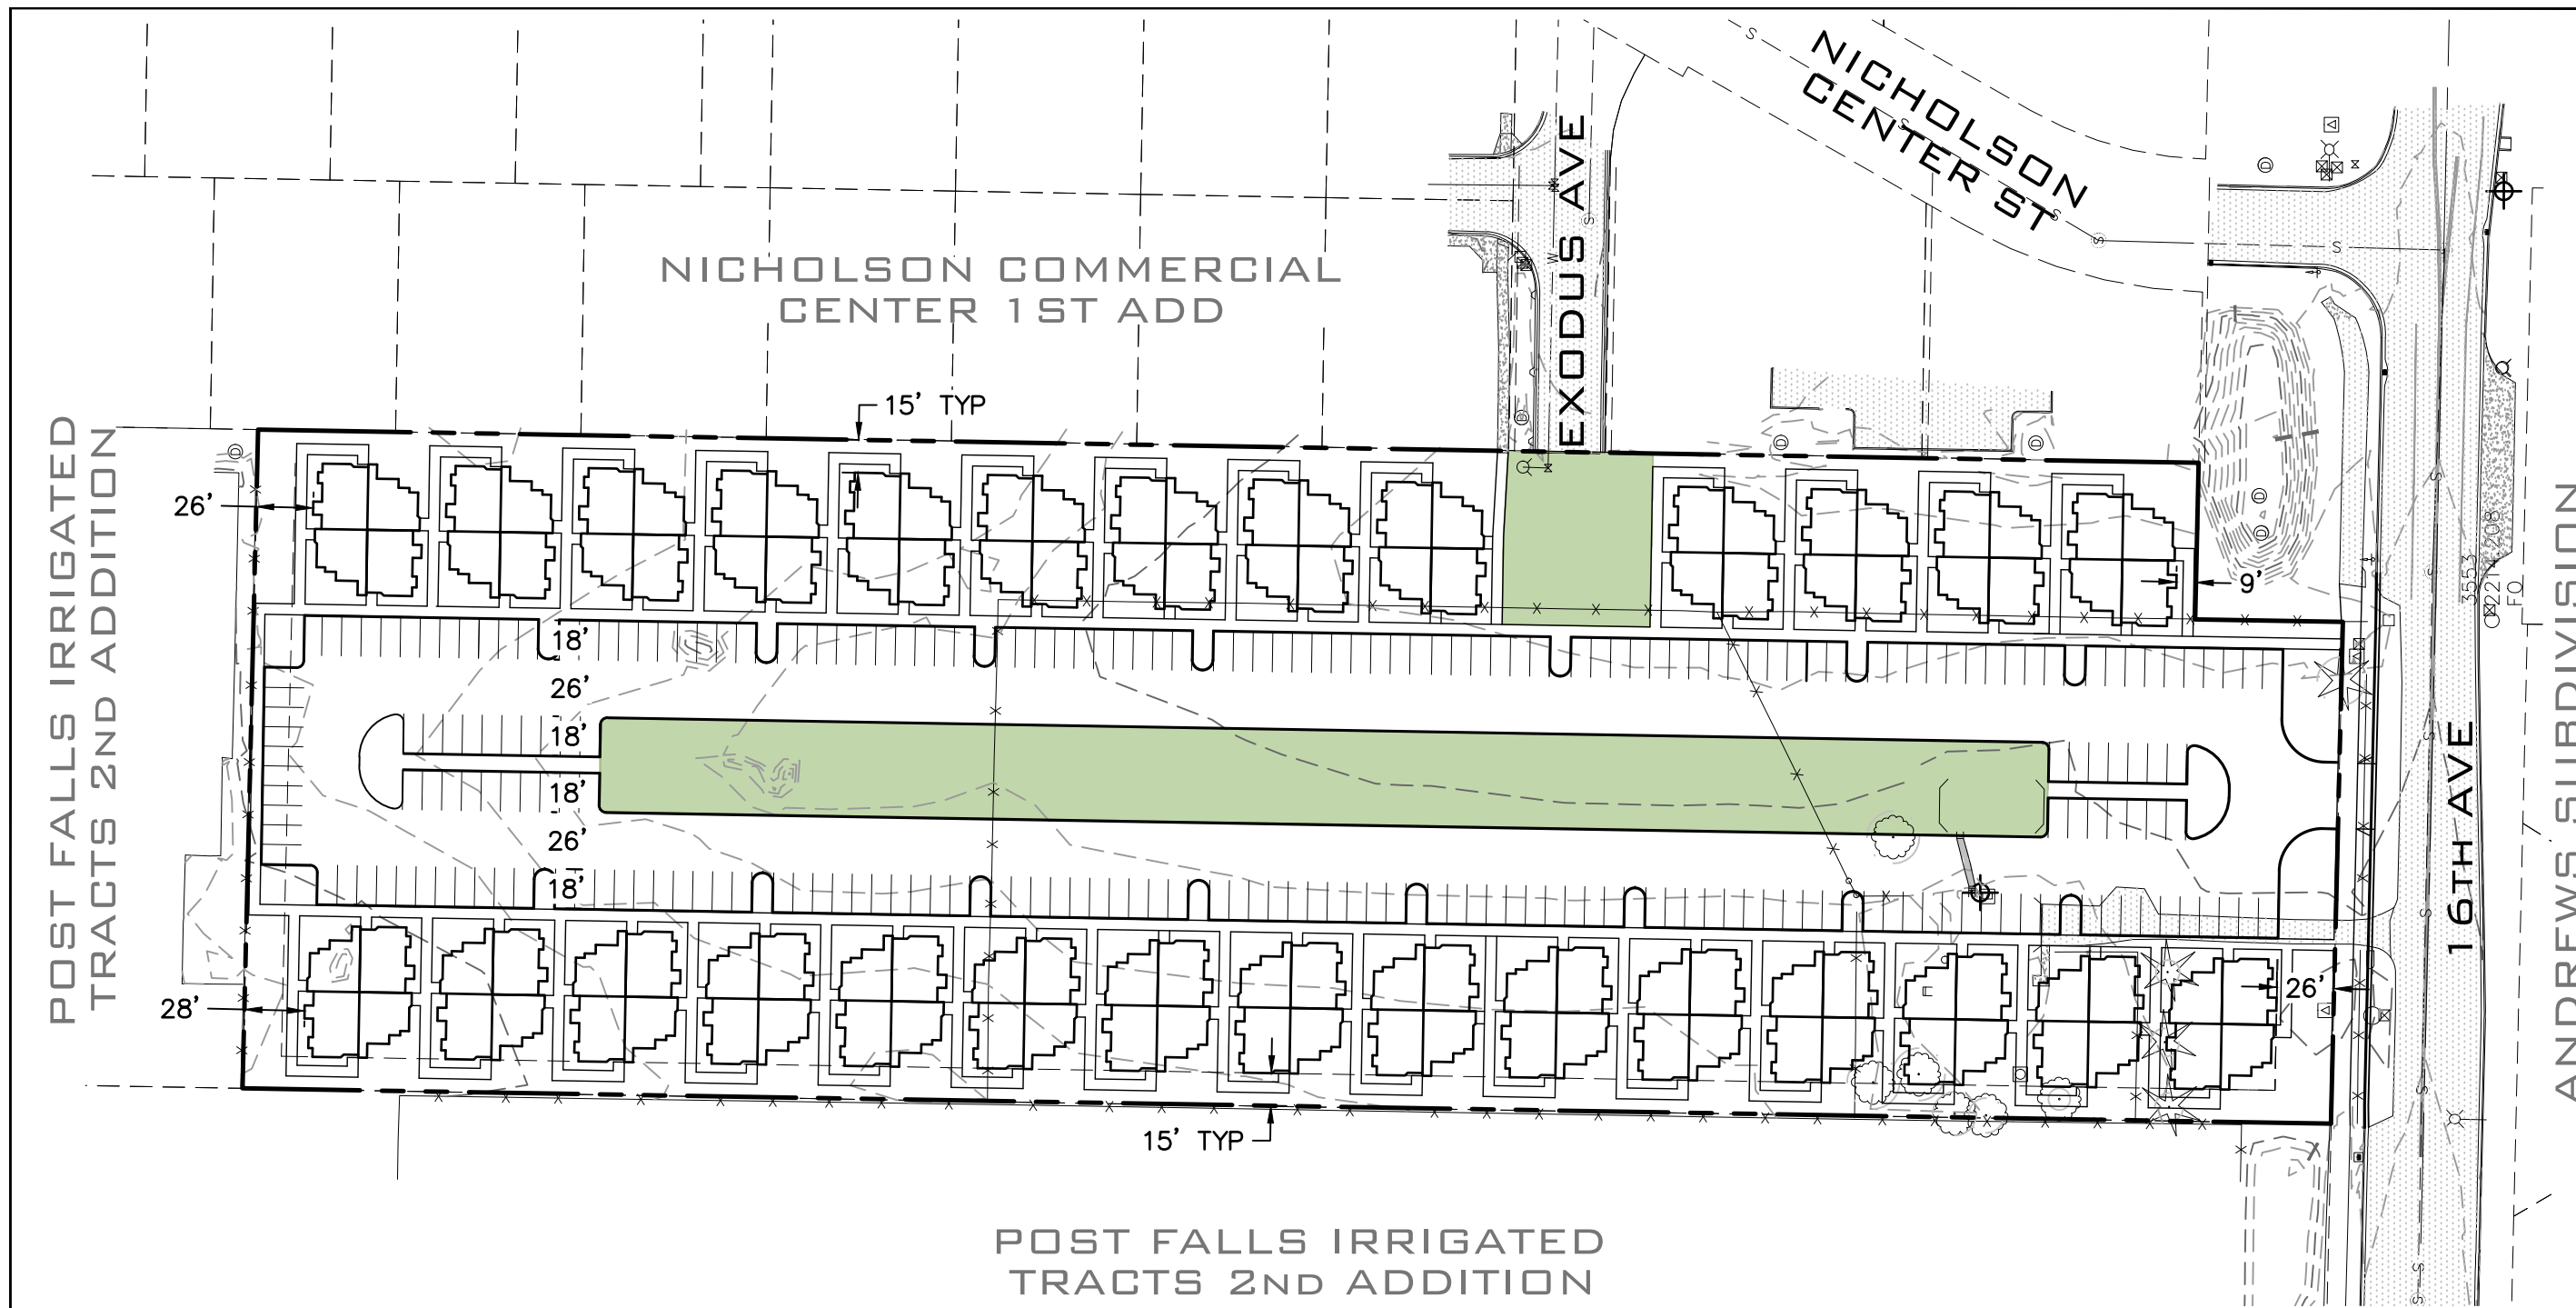 NICHOLSON
CENTER ST
EXODUS AVE
NICHOLSON COMMERCIAL
CENTER 1ST ADD
15' TYP
POST FALLS IRRIGATED
TRACTS 2ND ADDITION
26'
9'
18'
26'
18'
18'
26'
18'
28'
26'
15' TYP
16TH AVE
ANDREWS SUBDIVISION
3553
FO
POST FALLS IRRIGATED
TRACTS 2ND ADDITION